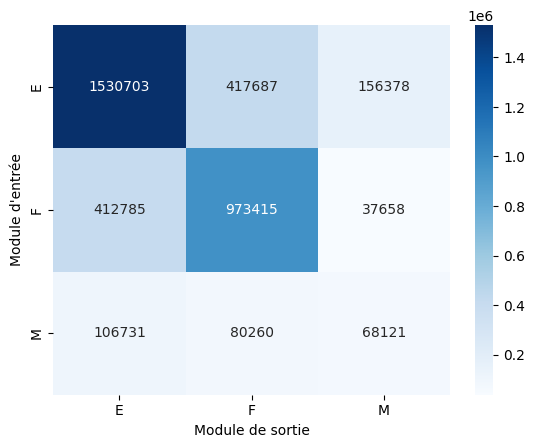 1e6
E
1530703
417687
156378
1.4
1.2
1.0
Module d'entrée
F
412785
973415
37658
0.8
0.6
0.4
M
106731
80260
68121
0.2
E
F
M
Module de sortie